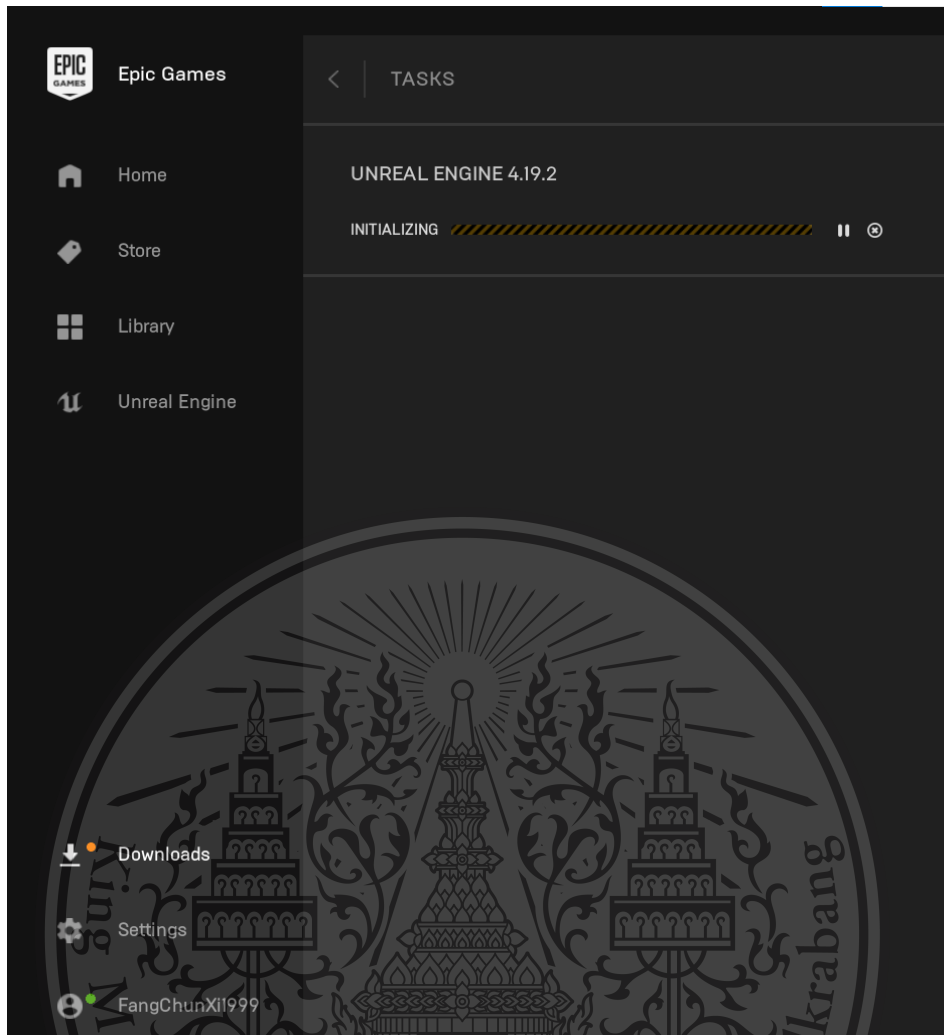 EPIC
GAMES
Epic Games
Home
Store
Library
Unreal Engine
Downloads
Settings
FangChunXi1999
TASKS
UNREAL ENGINE 4.19.2
INITIALIZING
King M
krabang